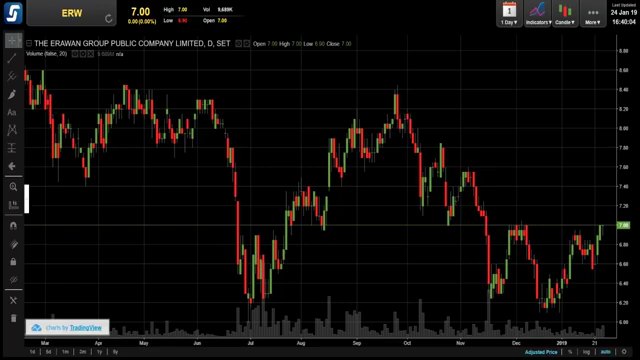 ERW
7.00
0.00 (0.00%)
High 7.00 Vol 9,689K
Low 6.90 Open 7.00
1
1 Day
Indicators
Candle
More
Last Updated
24 Jan 19
16:40:04
THE ERAWAN GROUP PUBLIC COMPANY LIMITED, D, SET Open 7.00 High 7.00 Low 6.90 Close 7.00
Volume (false, 20) n/a
Aa
8.80
8.60
8.40
8.20
8.00
7.80
7.60
7.40
7.20
7.00
6.80
6.60
6.40
6.20
6.00
charts by TradingView
Mar Apr May Jun Jul Aug Sep Oct Nov Dec 2019 21
1d 5d 1m 3m 1y 5y
Adjusted Price % log auto